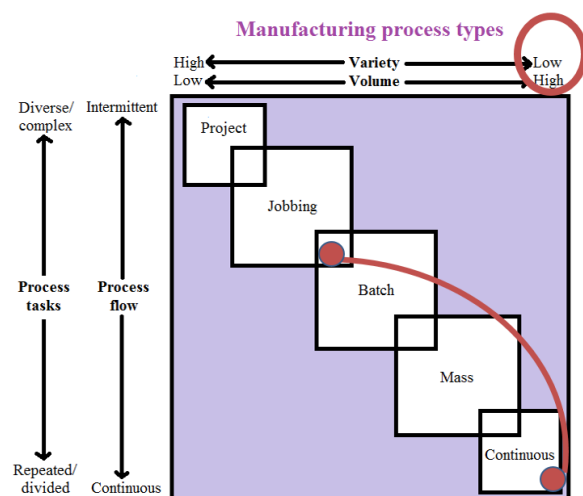 Manufacturing process types
High Variety Low
Low Volume High
Diverse/
complex
Intermittent
Project
Jobbing
Process
tasks
Process
flow
Batch
Mass
Continuous
Repeated/
divided
Continuous